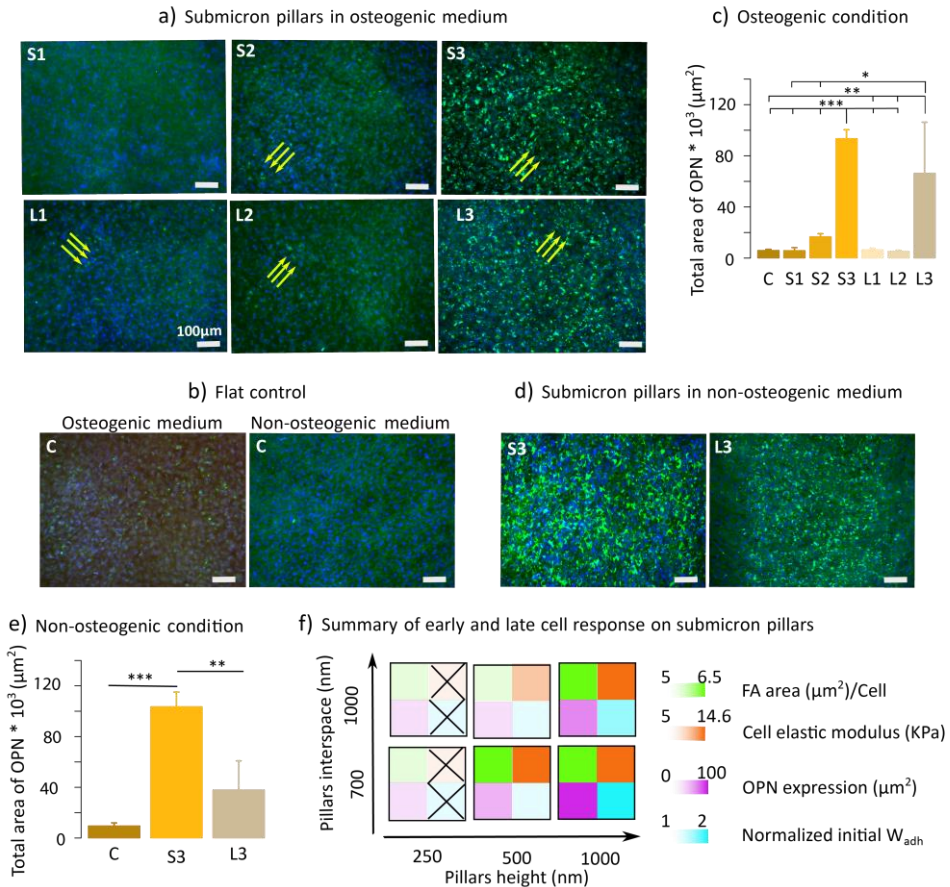 a) Submicron pillars in osteogenic medium
S1
S2
S3
L1
L2
L3
100µm
c) Osteogenic condition
Total area of OPN * 10³ (µm²)
120
80
40
0
*
**
***
C S1 S2 S3 L1 L2 L3
b) Flat control
Osteogenic medium
Non-osteogenic medium
C
C
d) Submicron pillars in non-osteogenic medium
S3
L3
e) Non-osteogenic condition
Total area of OPN * 10³ (µm²)
120
80
40
0
***
**
C S3 L3
f) Summary of early and late cell response on submicron pillars
Pillars interspace (nm)
1000
700
250 500 1000
Pillars height (nm)
5 6.5
FA area (µm²)/Cell
5 14.6
Cell elastic modulus (KPa)
0 100
OPN expression (µm²)
1 2
Normalized initial Wadh